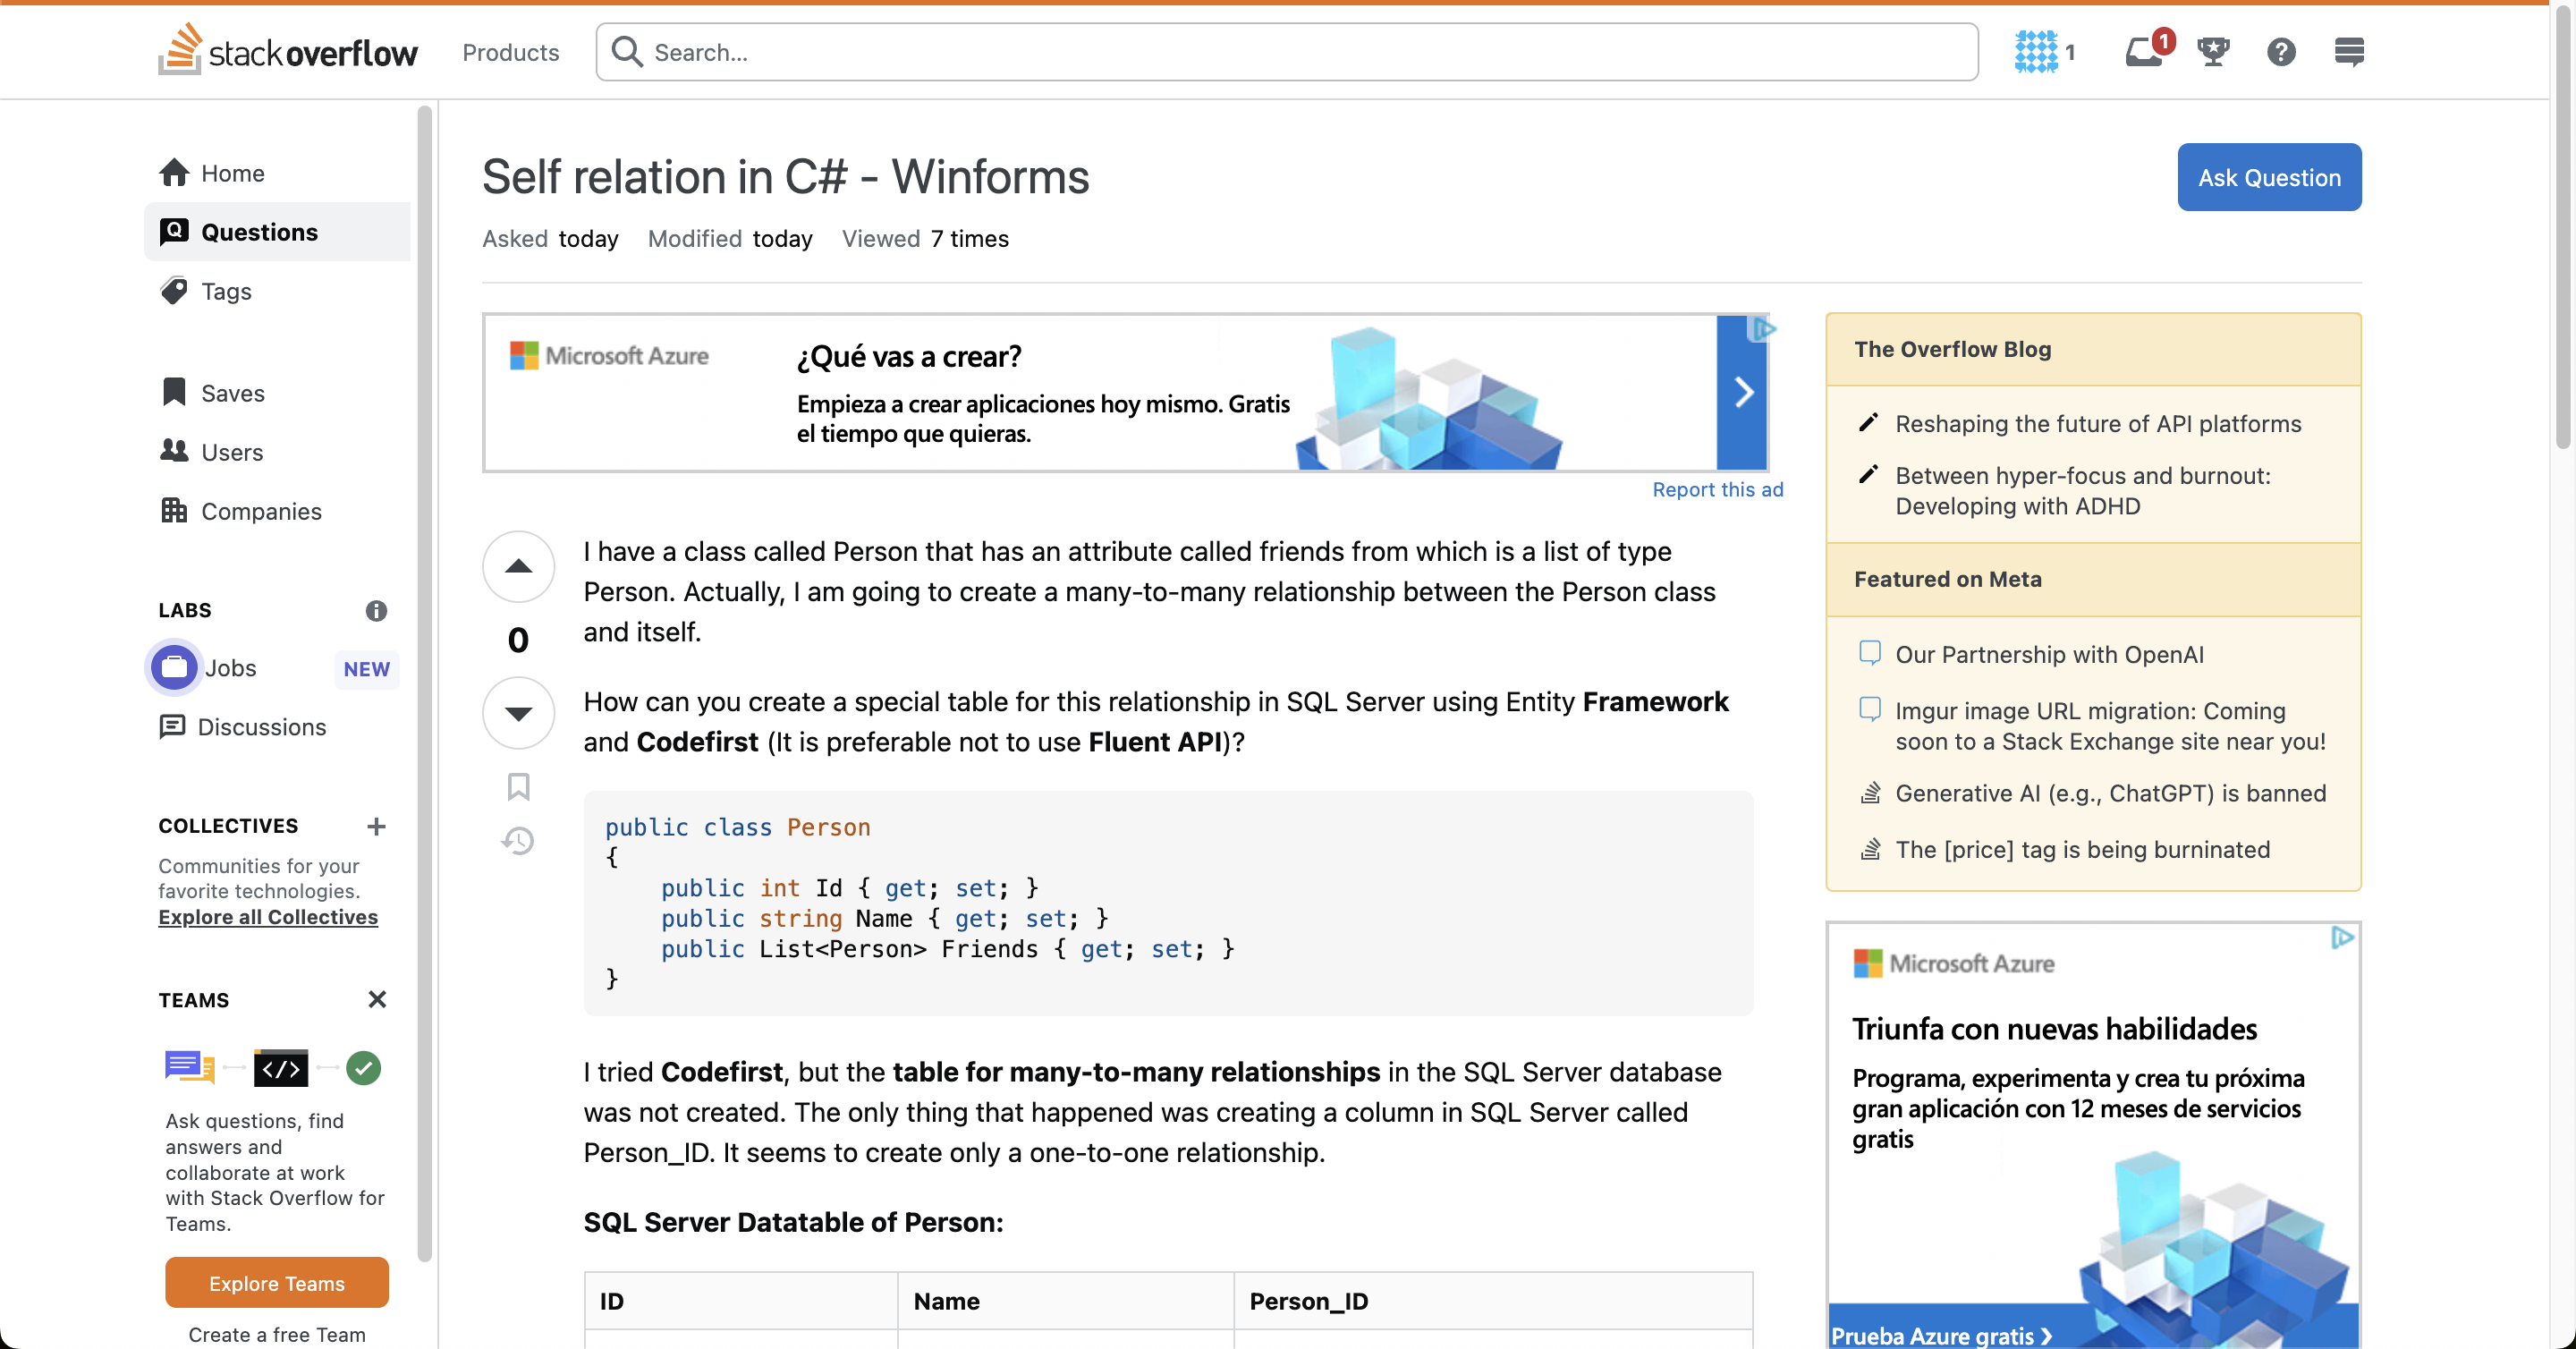 stackoverflow
Products
Search...
1
1
Home
Questions
Tags
Saves
Users
Companies
LABS
Jobs
NEW
Discussions
COLLECTIVES
Communities for your
favorite technologies.
Explore all Collectives
TEAMS
</>
Ask questions, find
answers and
collaborate at work
with Stack Overflow for
Teams.
Explore Teams
Create a free Team
Self relation in C# - Winforms
Ask Question
Asked today Modified today Viewed 7 times
Microsoft Azure
¿Qué vas a crear?
Empieza a crear aplicaciones hoy mismo. Gratis
el tiempo que quieras.
Report this ad
0
I have a class called Person that has an attribute called friends from which is a list of type
Person. Actually, I am going to create a many-to-many relationship between the Person class
and itself.
How can you create a special table for this relationship in SQL Server using Entity Framework
and Codefirst (It is preferable not to use Fluent API)?
public class Person
{
    public int Id { get; set; }
    public string Name { get; set; }
    public List<Person> Friends { get; set; }
}
I tried Codefirst, but the table for many-to-many relationships in the SQL Server database
was not created. The only thing that happened was creating a column in SQL Server called
Person_ID. It seems to create only a one-to-one relationship.
SQL Server Datatable of Person:
ID Name Person_ID
The Overflow Blog
Reshaping the future of API platforms
Between hyper-focus and burnout:
Developing with ADHD
Featured on Meta
Our Partnership with OpenAI
Imgur image URL migration: Coming
soon to a Stack Exchange site near you!
Generative AI (e.g., ChatGPT) is banned
The [price] tag is being burninated
Microsoft Azure
Triunfa con nuevas habilidades
Programa, experimenta y crea tu próxima
gran aplicación con 12 meses de servicios
gratis
Prueba Azure gratis ❯